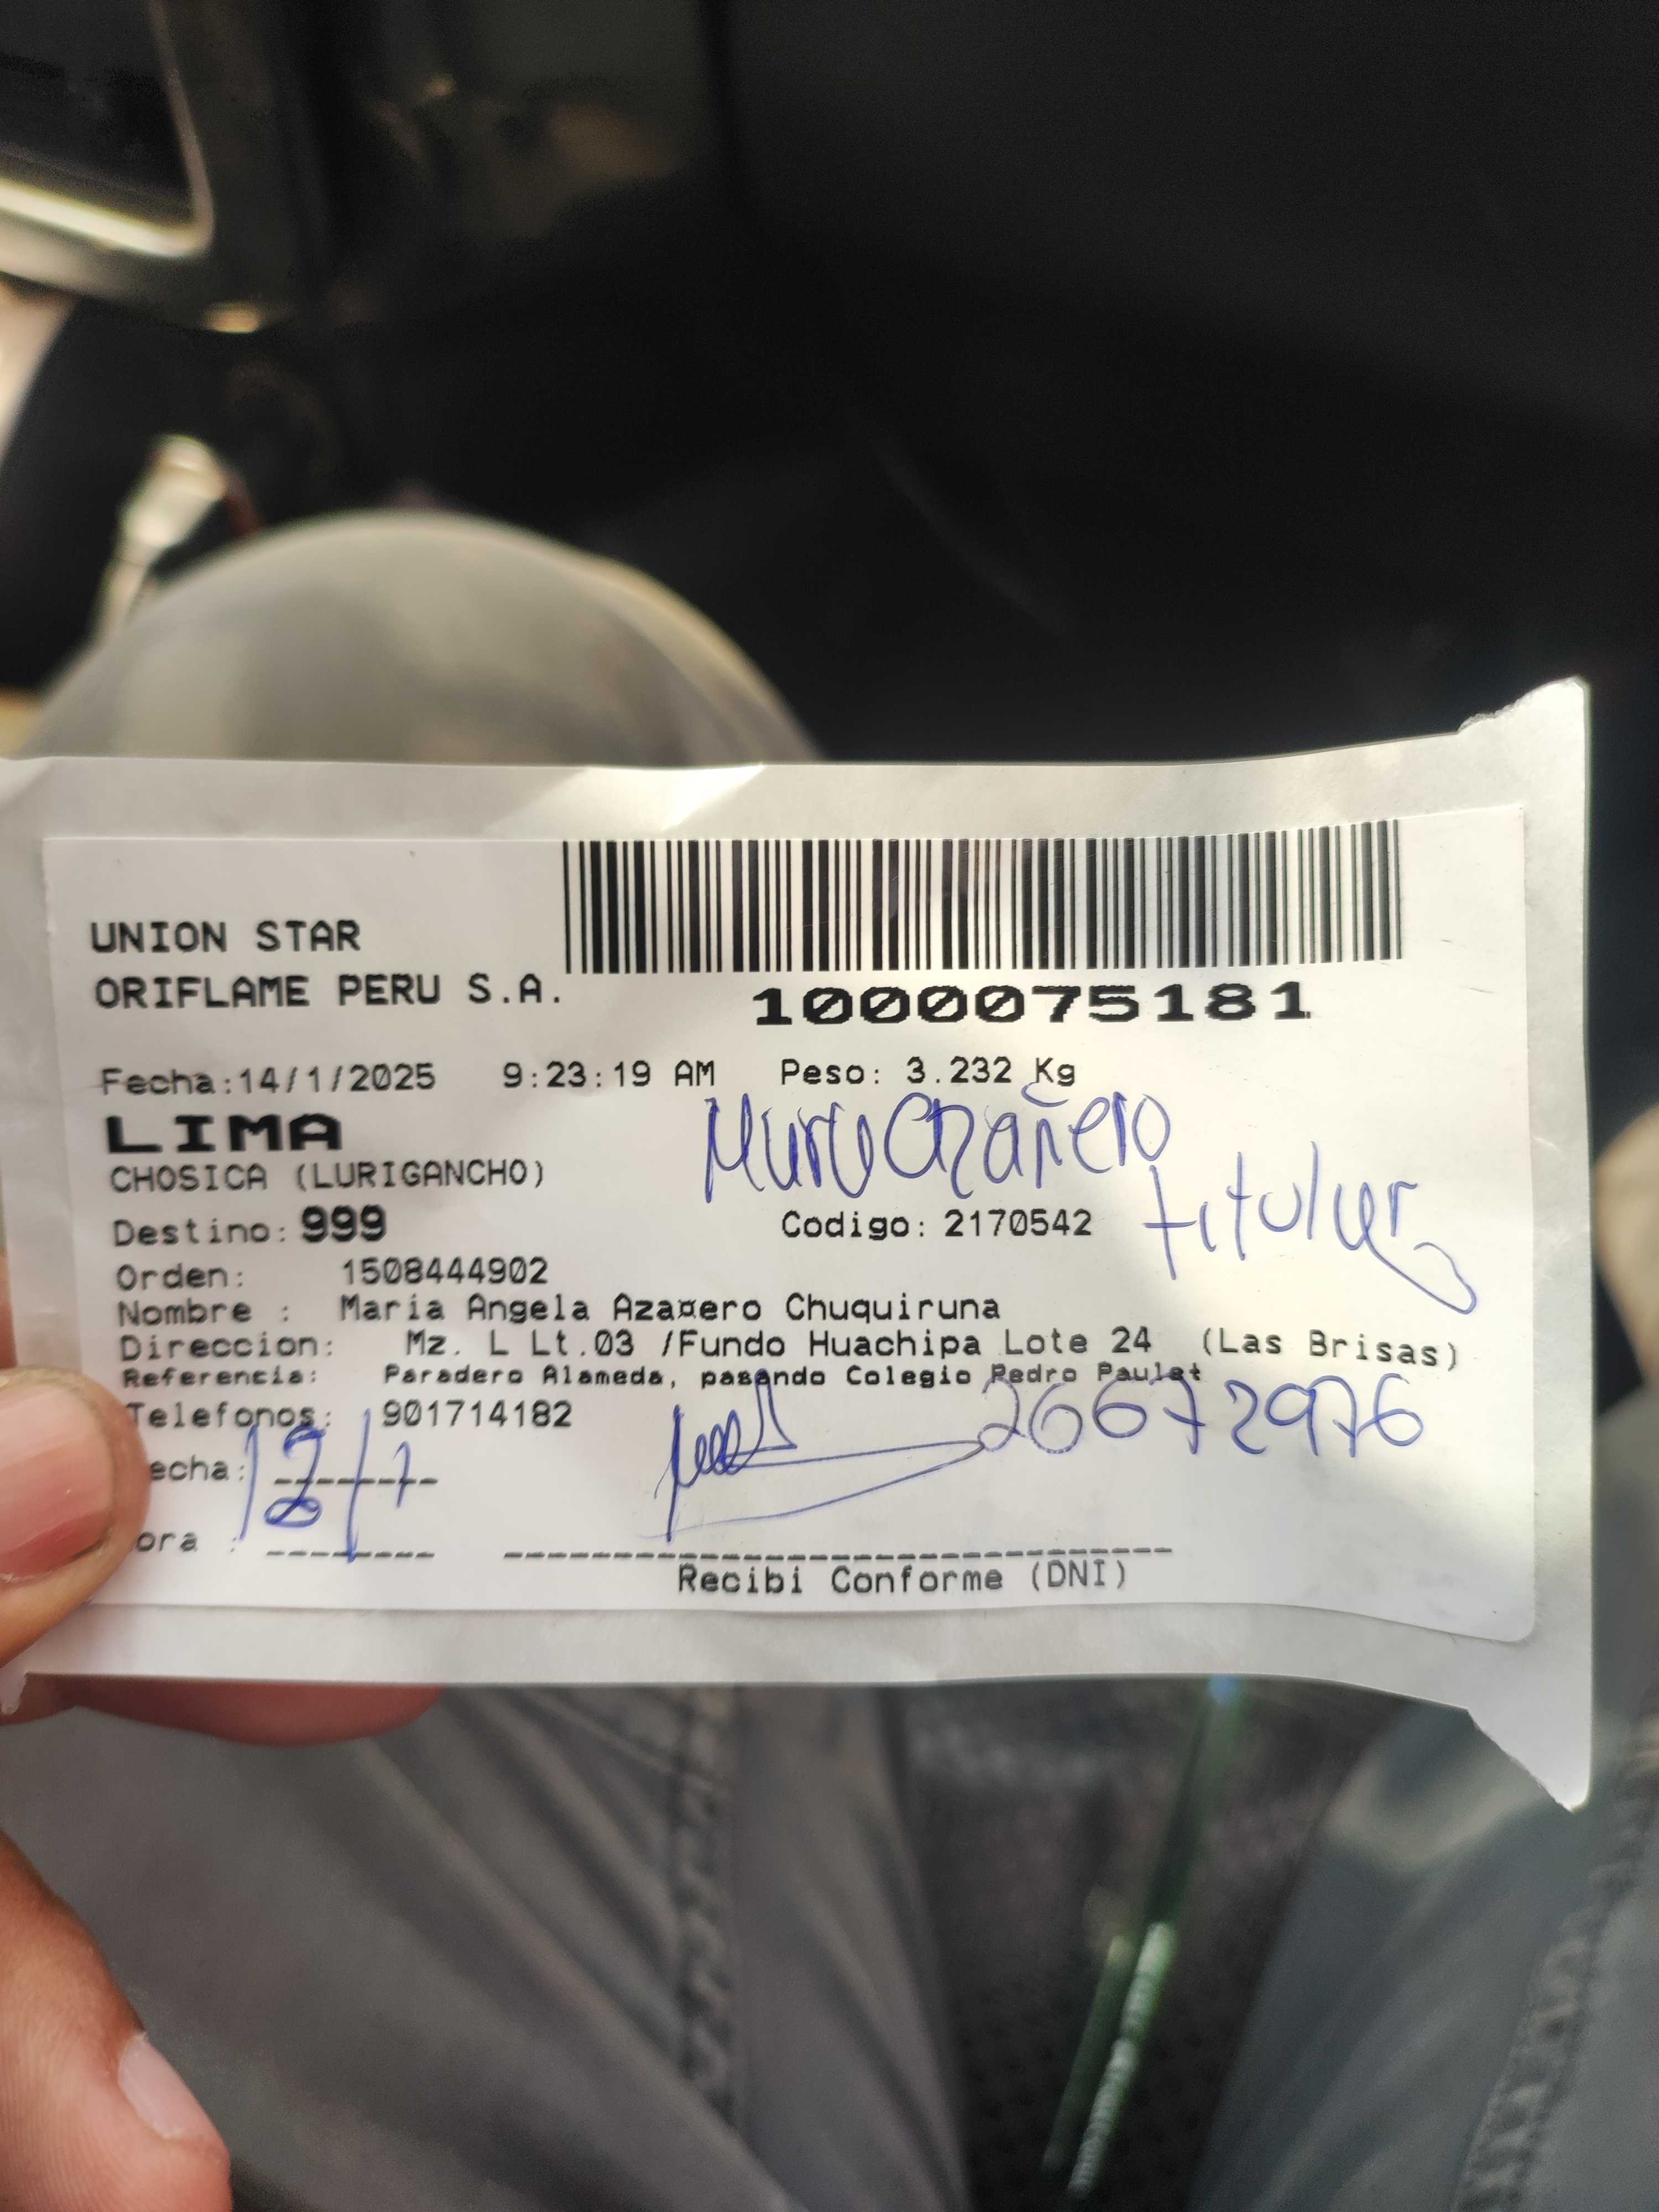 UNION STAR
ORIFLAME PERU S.A.
1000075181
Fecha:14/1/2025 9:23:19 AM Peso: 3.232 Kg
LIMA
CHOSICA (LURIGANCHO)
titular
Destino: 999 Codigo: 2170542
Orden: 1508444902
Nombre : Maria Angela Aza¤ero Chuquiruna
Direccion: Mz. L Lt.03 /Fundo Huachipa Lote 24 (Las Brisas)
Referencia: Paradero Alameda, pasando Colegio Pedro Paulet
Telefonos: 901714182
26672976
echa:
ora :
Recibi Conforme (DNI)